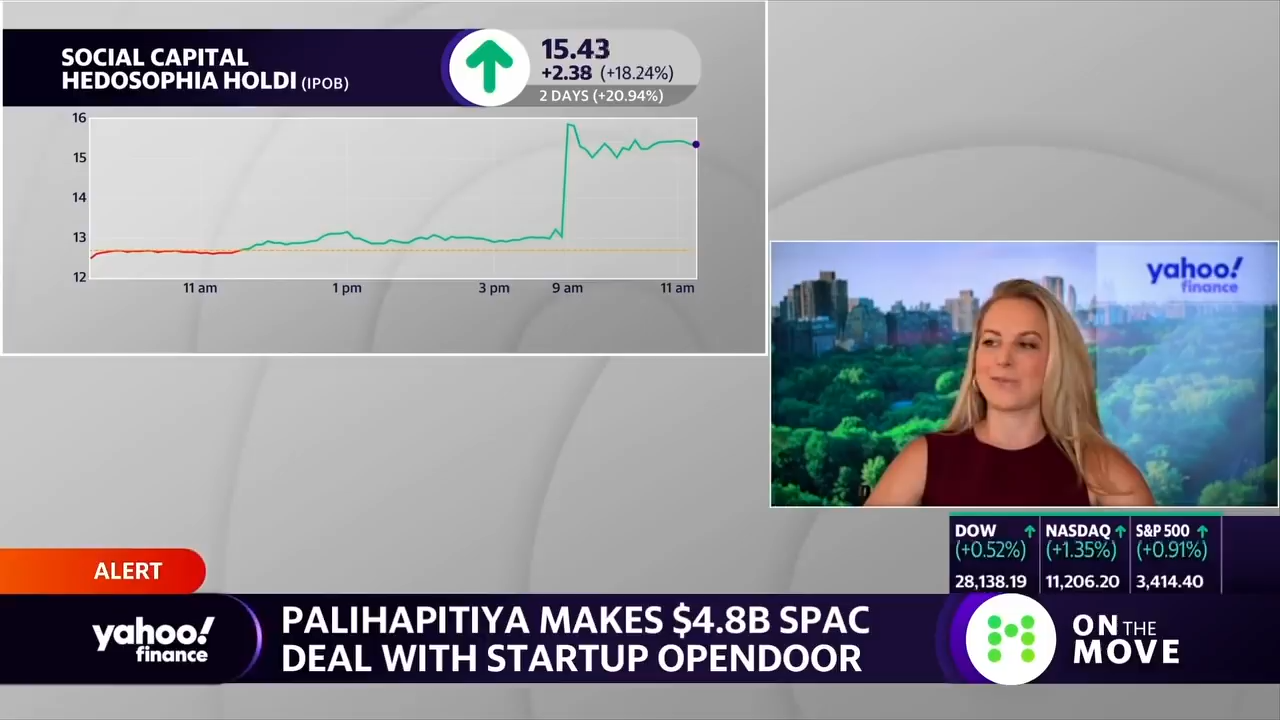 SOCIAL CAPITAL
HEDOSOPHIA HOLDI (IPOB)
15.43
+2.38 (+18.24%)
2 DAYS (+20.94%)
16
15
14
13
12
11 am
1 pm
3 pm
9 am
11 am
yahoo!
finance
DOW
(+0.52%)
28,138.19
NASDAQ
(+1.35%)
11,206.20
S&P 500
(+0.91%)
3,414.40
ALERT
yahoo!
finance
PALIHAPITIYA MAKES $4.8B SPAC
DEAL WITH STARTUP OPENDOOR
ON THE
MOVE